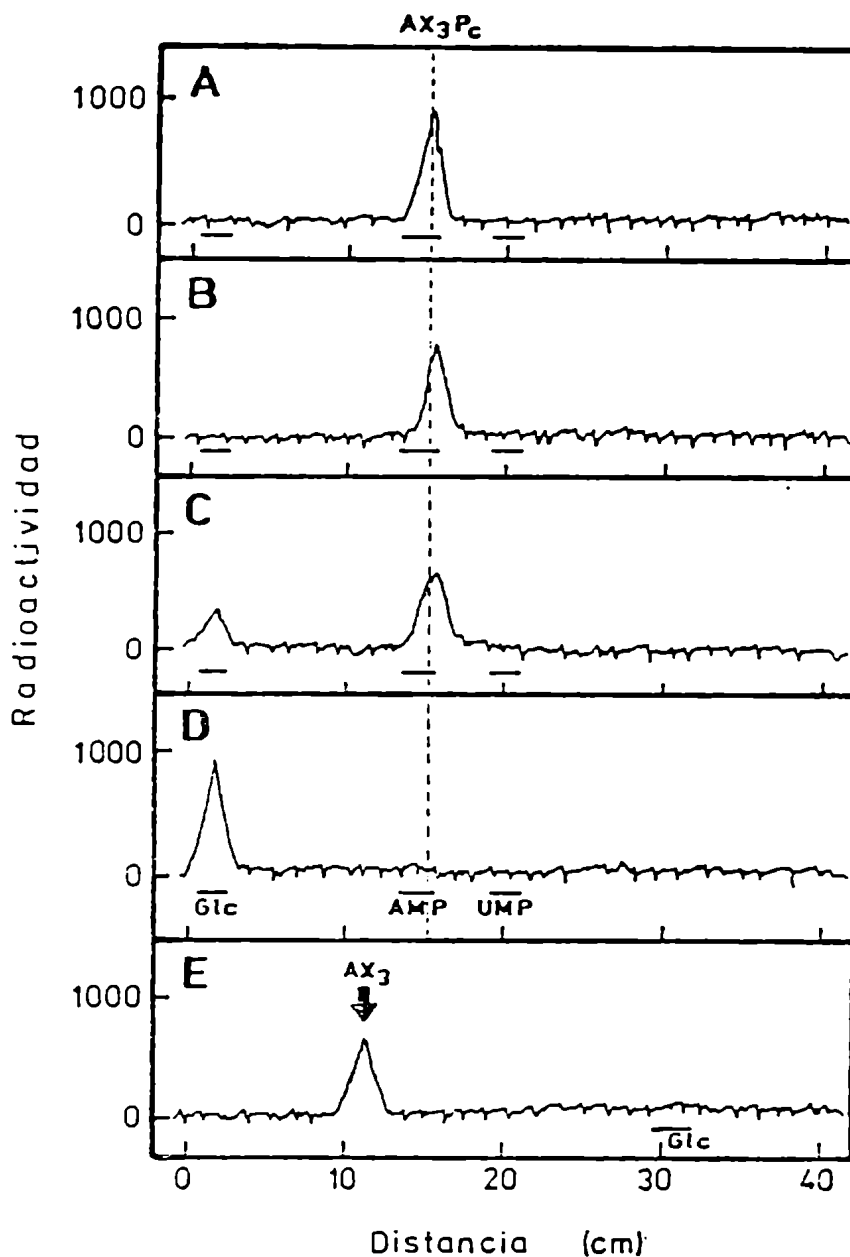 AX₃Pc
A
1000
0
B
1000
0
C
1000
0
D
1000
0
Glc AMP UMP
E
AX₃
1000
0
Glc
0 10 20 30 40
Radioactividad
Distancia (cm)